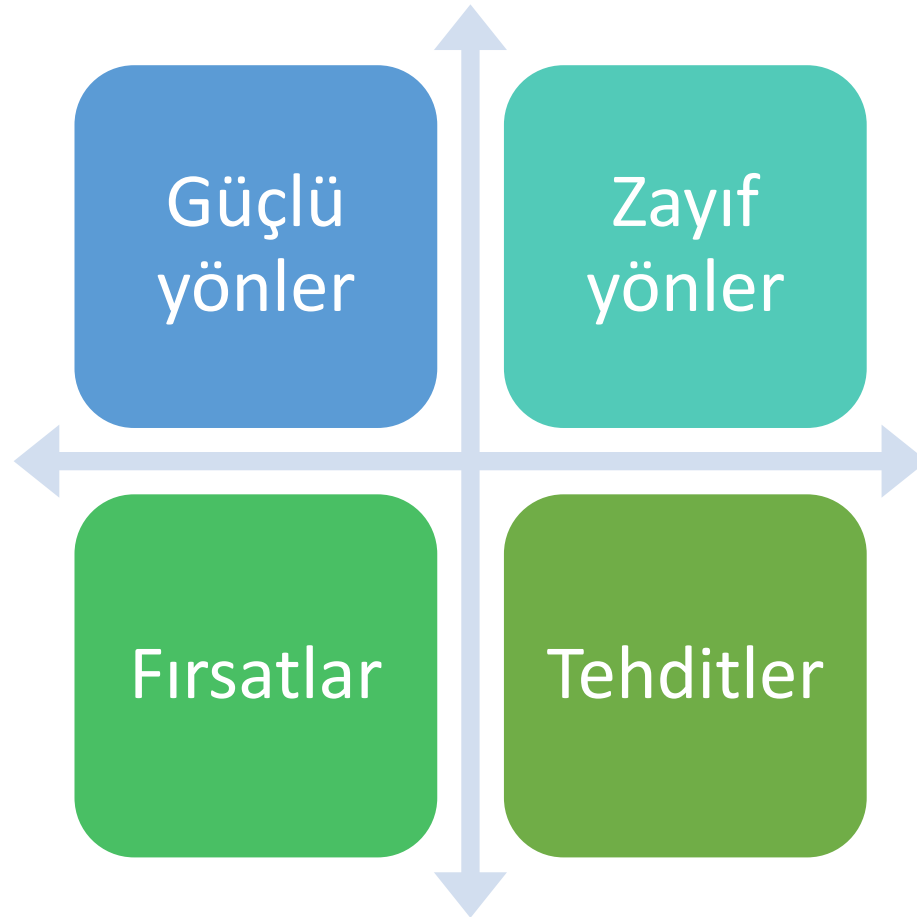 Güçlü
yönler
Zayıf
yönler
Fırsatlar
Tehditler